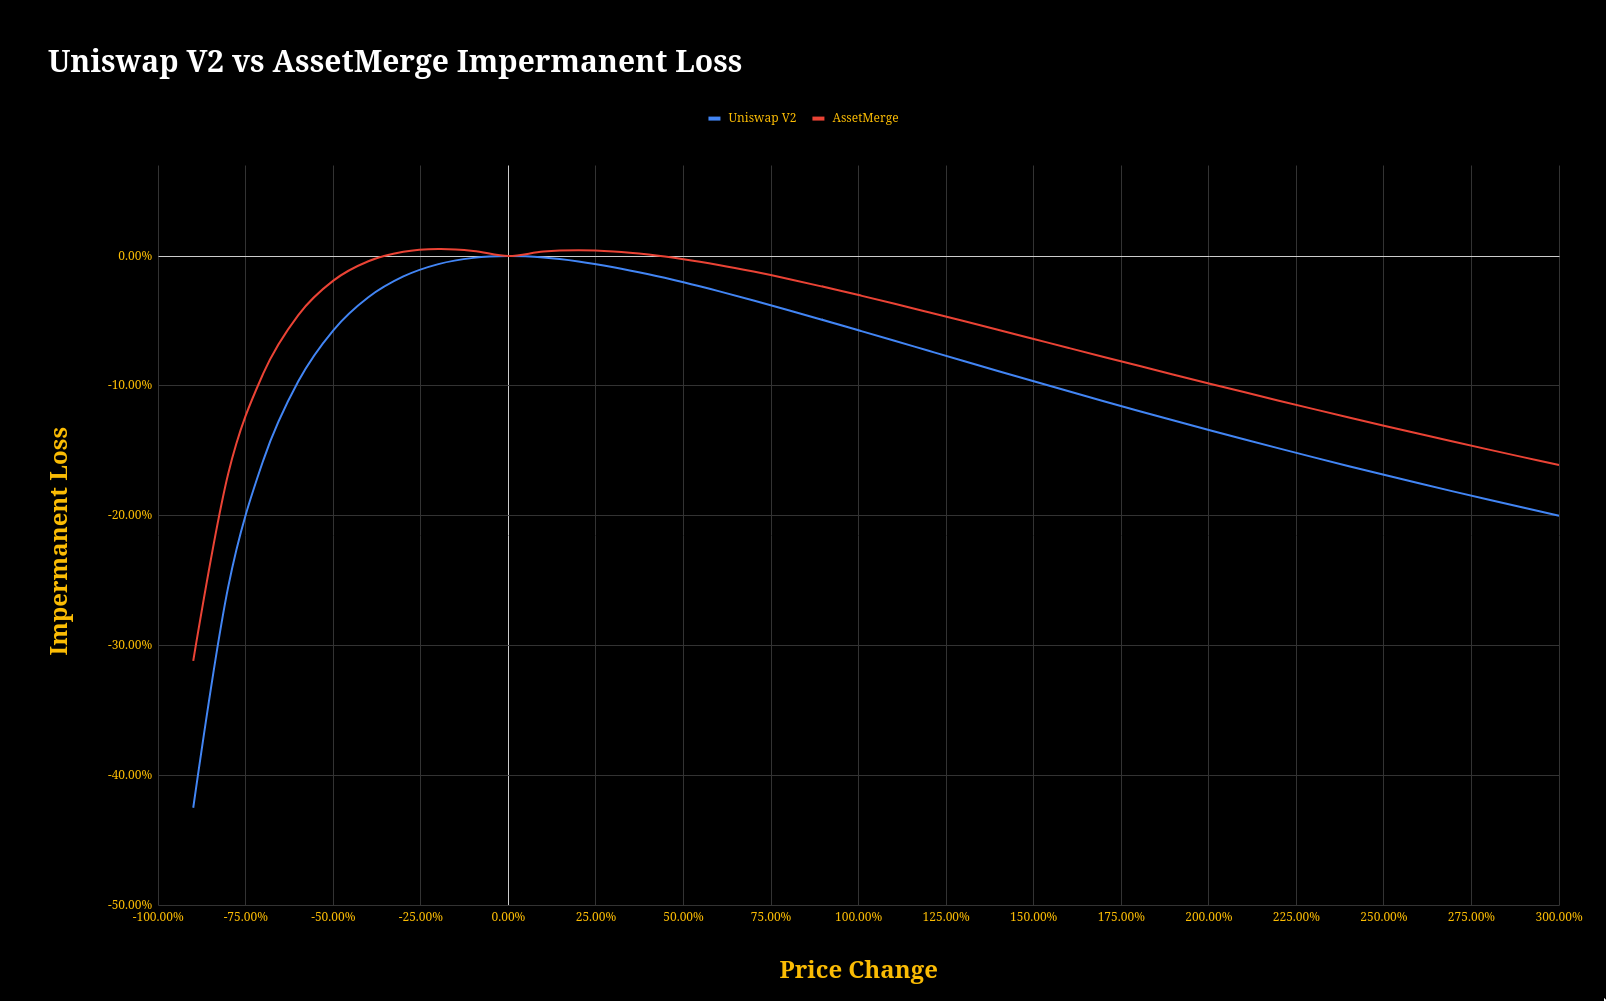 Uniswap V2 vs AssetMerge Impermanent Loss
Uniswap V2 AssetMerge
Impermanent Loss
0.00%
-10.00%
-20.00%
-30.00%
-40.00%
-50.00%
-100.00% -75.00% -50.00% -25.00% 0.00% 25.00% 50.00% 75.00% 100.00% 125.00% 150.00% 175.00% 200.00% 225.00% 250.00% 275.00% 300.00%
Price Change